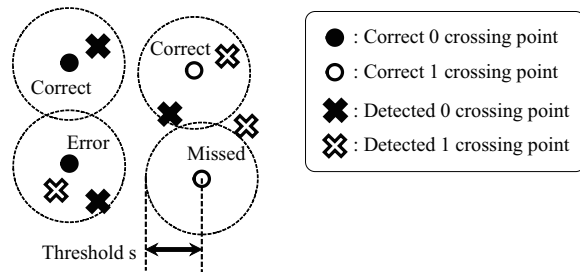 Correct
Correct
Error
Missed
Threshold s
: Correct 0 crossing point
: Correct 1 crossing point
: Detected 0 crossing point
: Detected 1 crossing point